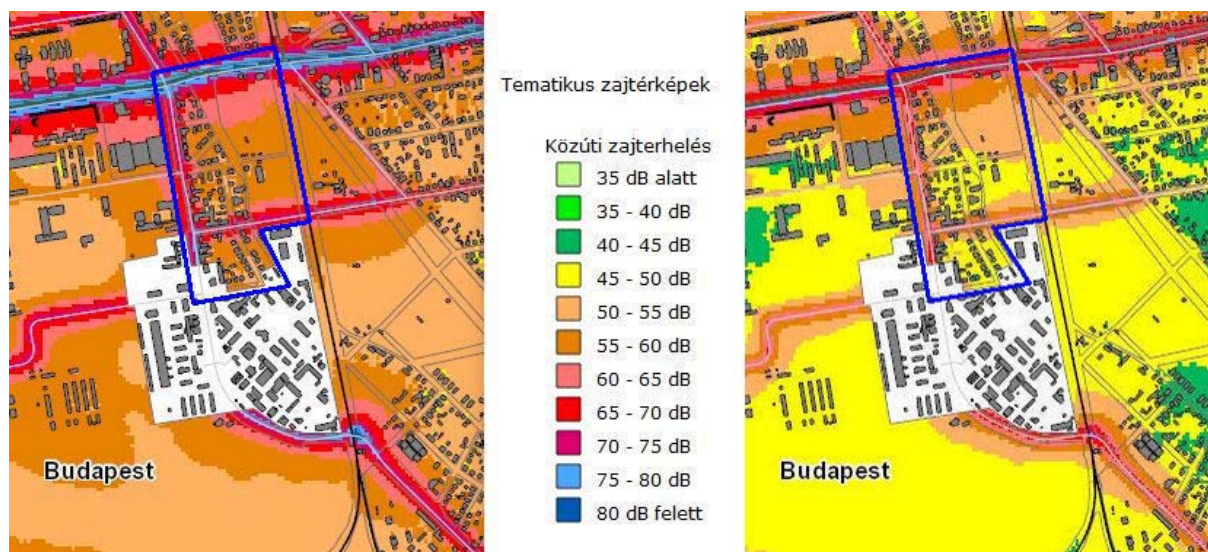 Tematikus zajtérképek
Közúti zajterhelés
35 dB alatt
35 - 40 dB
40 - 45 dB
45 - 50 dB
50 - 55 dB
55 - 60 dB
60 - 65 dB
65 - 70 dB
70 - 75 dB
75 - 80 dB
80 dB felett
Budapest
Budapest